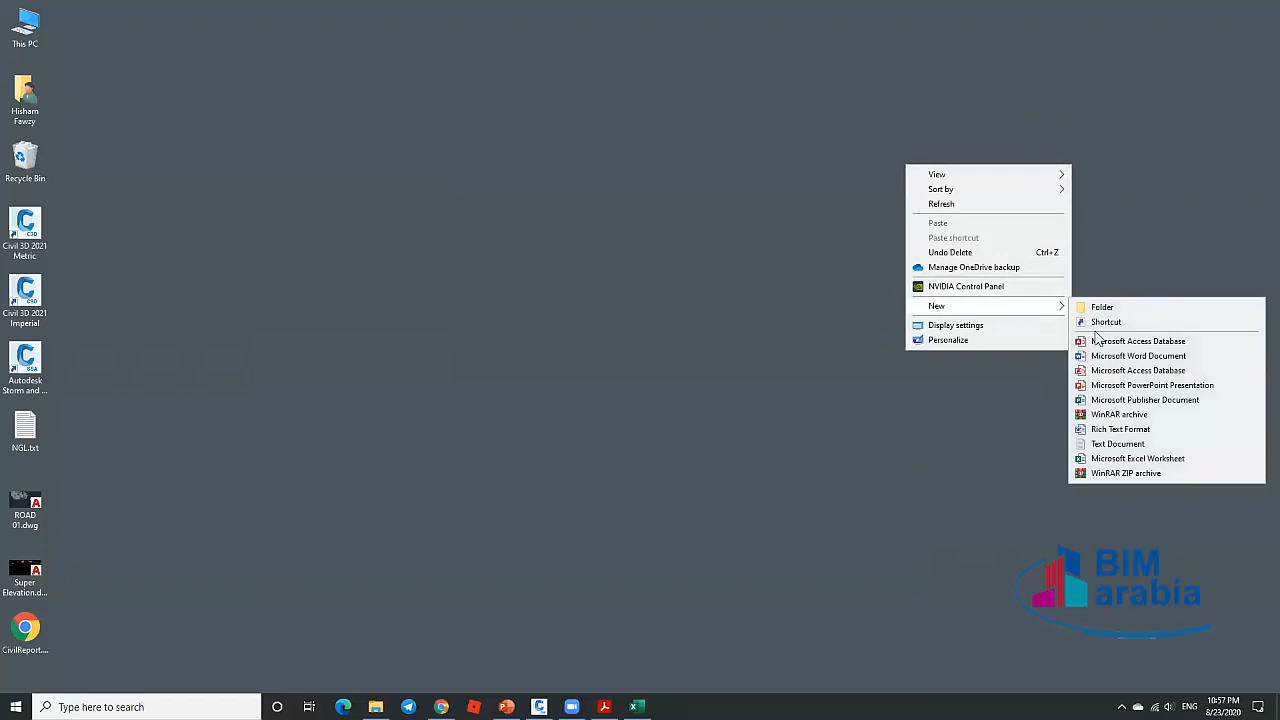 This PC
Hisham
Fawzy
Recycle Bin
Civil 3D 2021
Metric
Civil 3D 2021
Imperial
Autodesk
Storm and ...
NGL.txt
ROAD
01.dwg
Super
Elevation.d...
CivilReport....
View
Sort by
Refresh
Paste
Paste shortcut
Undo Delete Ctrl+Z
Manage OneDrive backup
NVIDIA Control Panel
New
Display settings
Personalize
Folder
Shortcut
Microsoft Access Database
Microsoft Word Document
Microsoft Access Database
Microsoft PowerPoint Presentation
Microsoft Publisher Document
WinRAR archive
Rich Text Format
Text Document
Microsoft Excel Worksheet
WinRAR ZIP archive
BIM
arabia
Type here to search
ENG
10:57 PM
8/23/2020